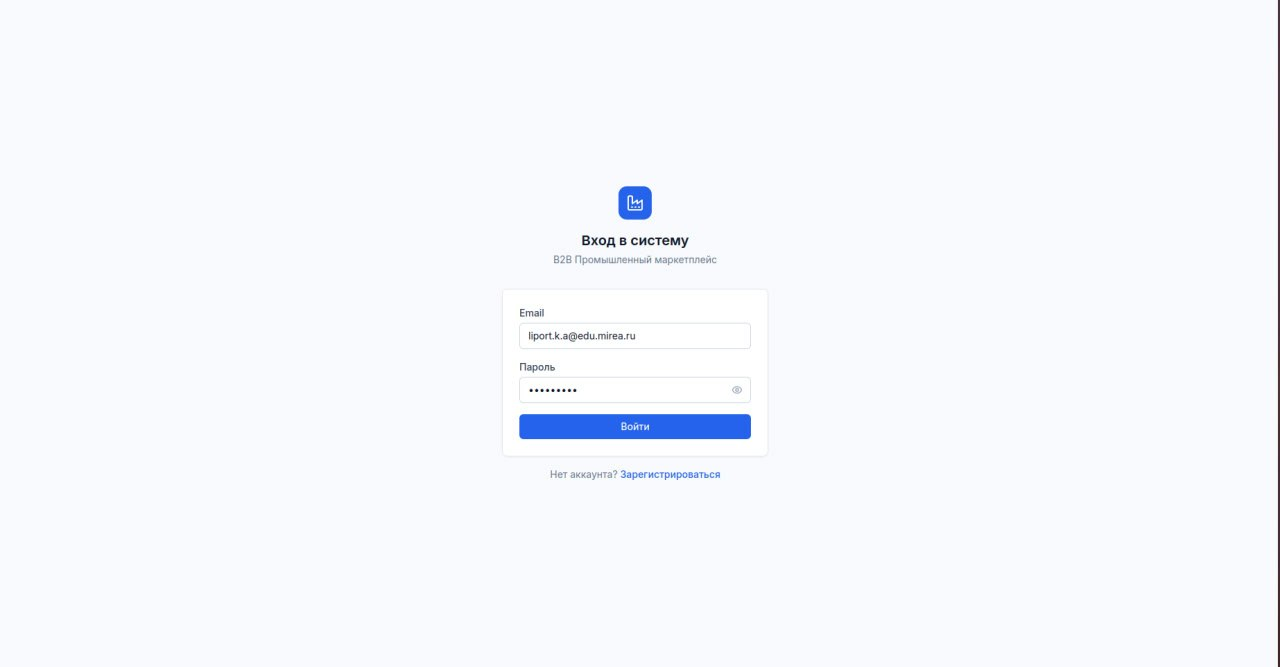 Вход в систему
B2B Промышленный маркетплейс
Email
liport.k.a@edu.mirea.ru
Пароль
•••••••••
Войти
Нет аккаунта? Зарегистрироваться